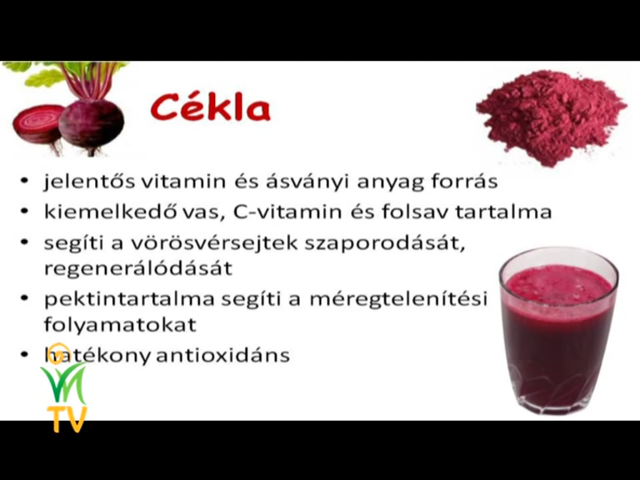 Cékla
• jelentős vitamin és ásványi anyag forrás
• kiemelkedő vas, C-vitamin és folsav tartalma
• segíti a vörösvérsejtek szaporodását,
regenerálódását
• pektintartalma segíti a méregtelenítési
folyamatokat
• hatékony antioxidáns
TV